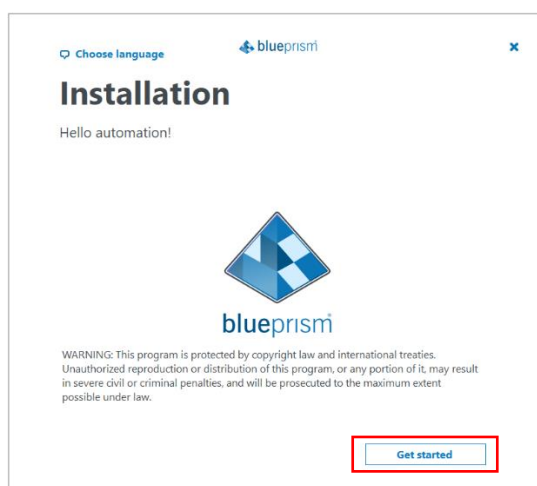 Choose language
blueprism
Installation
Hello automation!
blueprism
WARNING: This program is protected by copyright law and international treaties.
Unauthorized reproduction or distribution of this program, or any portion of it, may result
in severe civil or criminal penalties, and will be prosecuted to the maximum extent
possible under law.
Get started